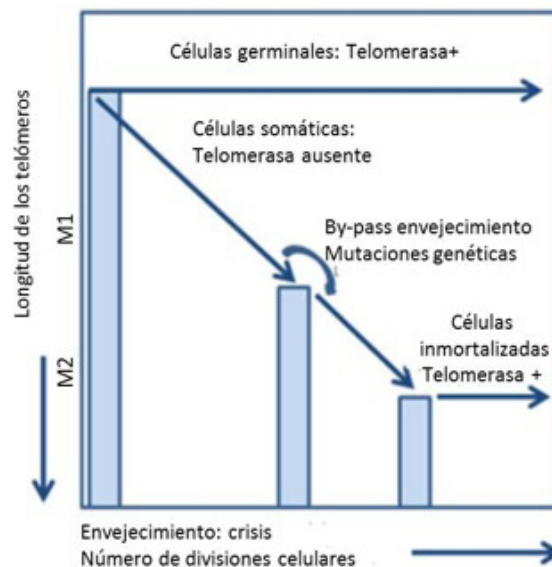 Células germinales: Telomerasa+
Células somáticas:
Telomerasa ausente
Longitud de los telómeros
M1
M2
By-pass envejecimiento
Mutaciones genéticas
Células
inmortalizadas
Telomerasa +
Envejecimiento: crisis
Número de divisiones celulares